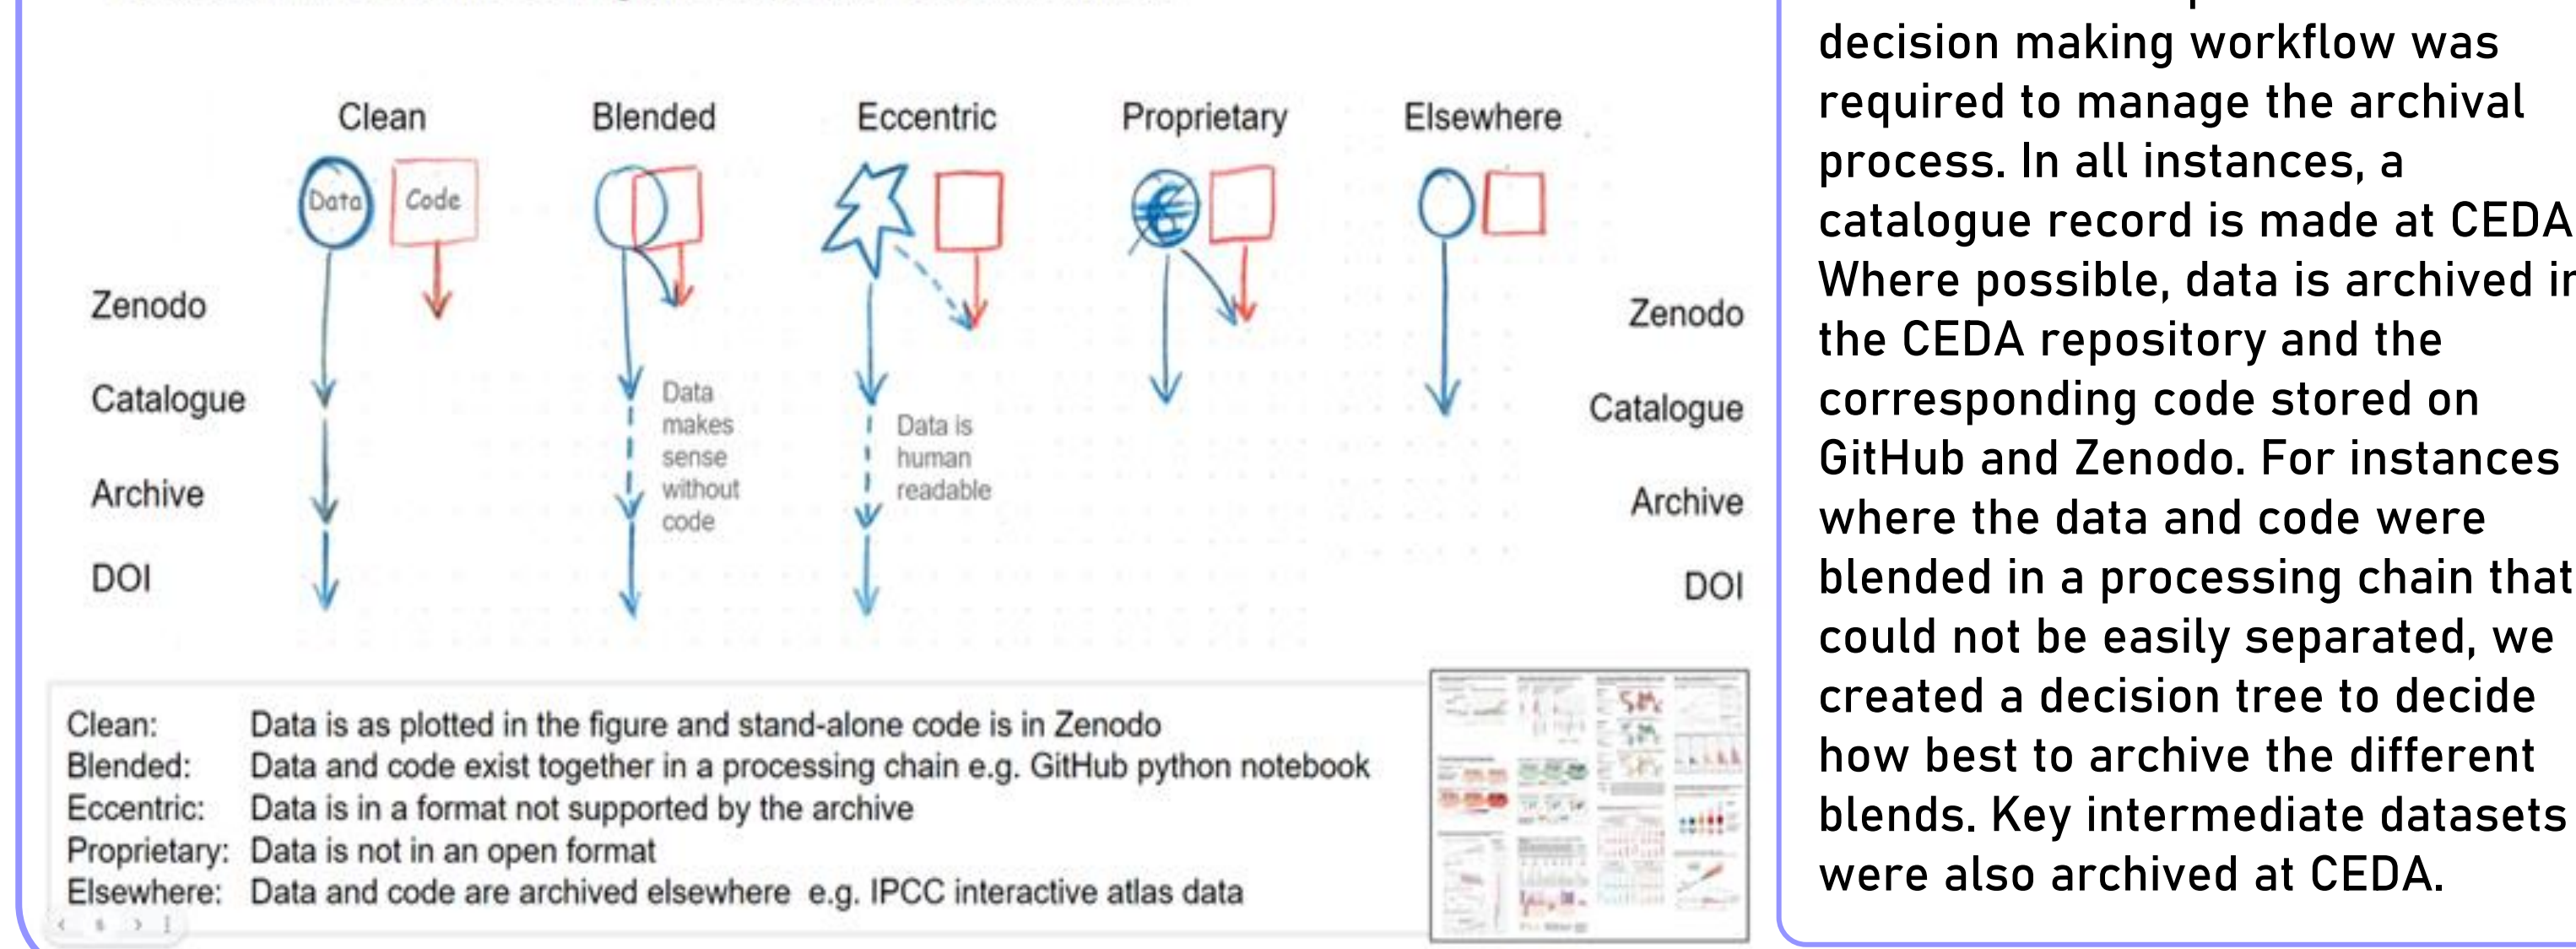 Clean Blended Eccentric Proprietary Elsewhere
Data Code
€
Zenodo
Catalogue
Archive
DOI
Data
makes
sense
without
code
Data is
human
readable
Zenodo
Catalogue
Archive
DOI
Clean: Data is as plotted in the figure and stand-alone code is in Zenodo
Blended: Data and code exist together in a processing chain e.g. GitHub python notebook
Eccentric: Data is in a format not supported by the archive
Proprietary: Data is not in an open format
Elsewhere: Data and code are archived elsewhere e.g. IPCC interactive atlas data
decision making workflow was
required to manage the archival
process. In all instances, a
catalogue record is made at CEDA
Where possible, data is archived in
the CEDA repository and the
corresponding code stored on
GitHub and Zenodo. For instances
where the data and code were
blended in a processing chain that
could not be easily separated, we
created a decision tree to decide
how best to archive the different
blends. Key intermediate datasets
were also archived at CEDA.